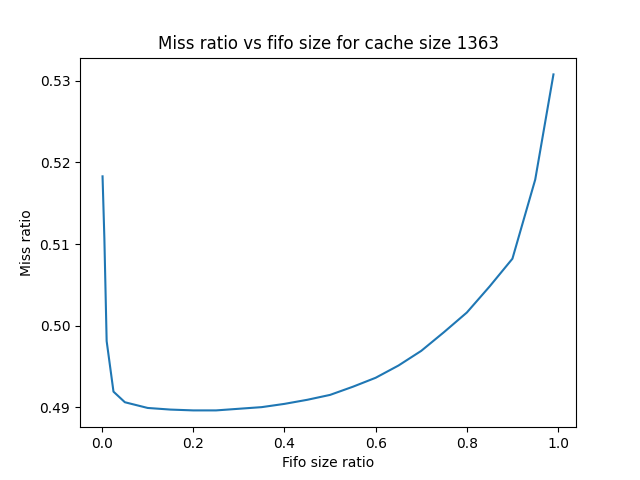 Miss ratio vs fifo size for cache size 1363
0.53
0.52
0.51
0.50
0.49
Miss ratio
0.0 0.2 0.4 0.6 0.8 1.0
Fifo size ratio